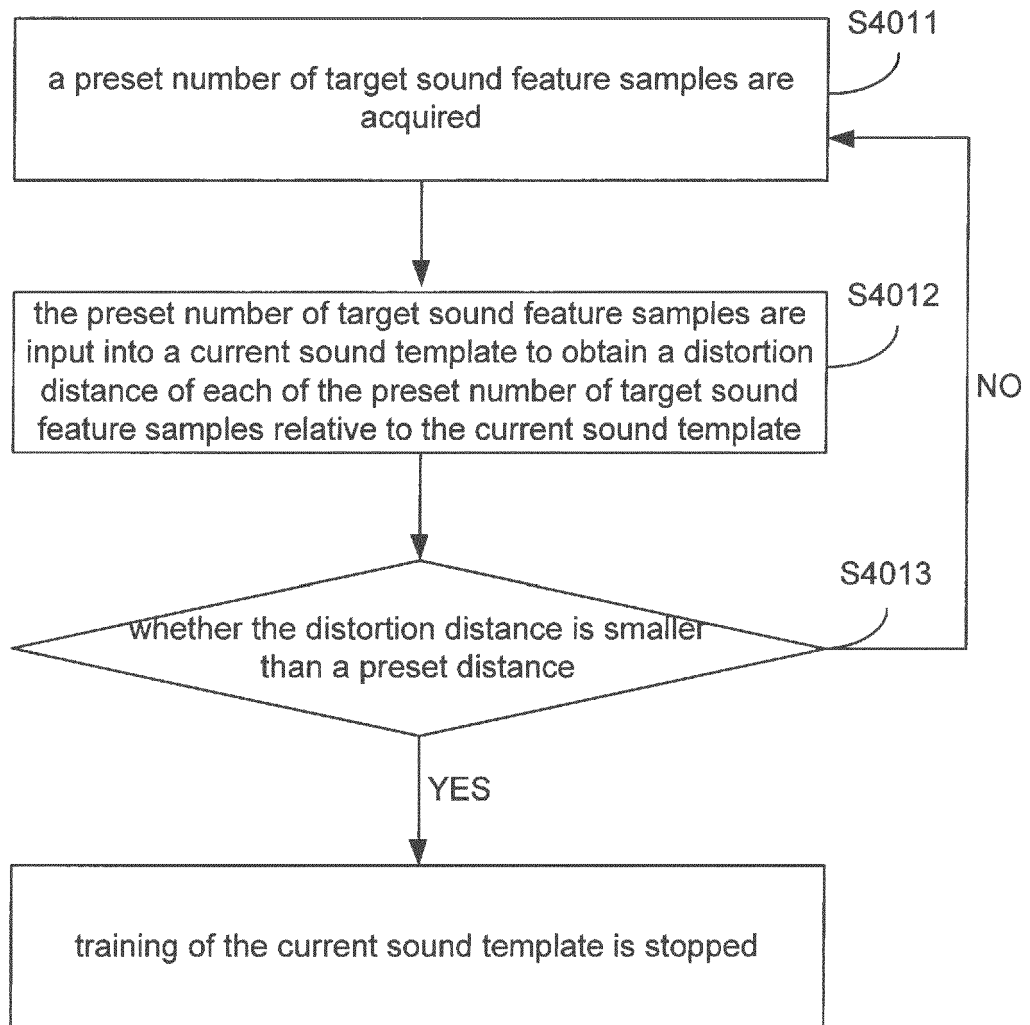 S4011
a preset number of target sound feature samples are
acquired
S4012
the preset number of target sound feature samples are
input into a current sound template to obtain a distortion
distance of each of the preset number of target sound
feature samples relative to the current sound template
NO
S4013
whether the distortion distance is smaller
than a preset distance
YES
training of the current sound template is stopped